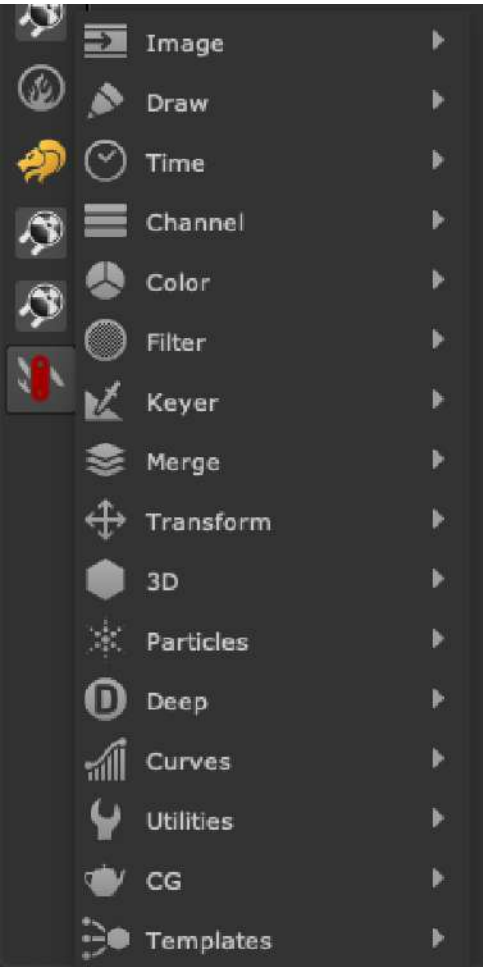 Image
Draw
Time
Channel
Color
Filter
Keyer
Merge
Transform
3D
Particles
D Deep
Curves
Utilities
CG
Templates